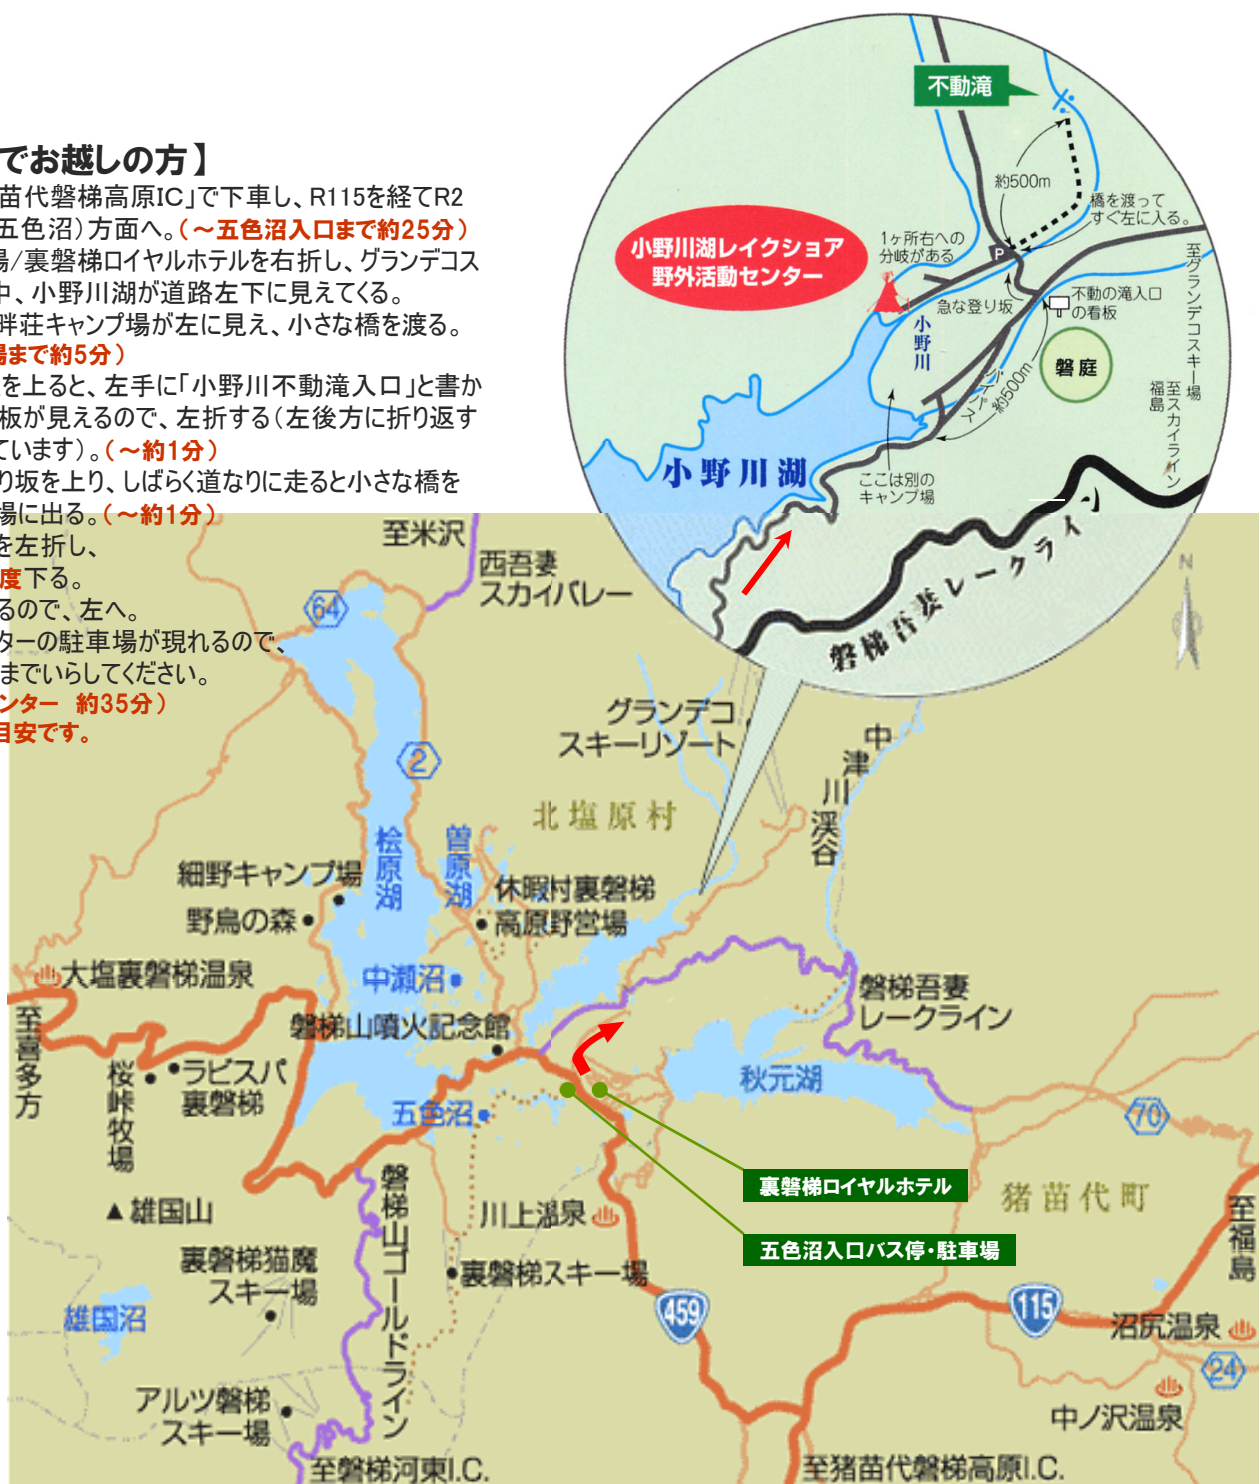 でお越しの方】
苗代磐梯高原IC」で下車し、R115を経てR2
五色沼）方面へ。（～五色沼入口まで約25分）
場/裏磐梯ロイヤルホテルを右折し、グランデコス
中、小野川湖が道路左下に見えてくる。
畔荘キャンプ場が左に見え、小さな橋を渡る。
場まで約5分）
を上ると、左手に「小野川不動滝入口」と書か
板が見えるので、左折する（左後方に折り返す
ています）。（～約1分）
り坂を上り、しばらく道なりに走ると小さな橋を
場に出る。（～約1分）
を左折し、
度下る。
るので、左へ。
ターの駐車場が現れるので、
までいらしてください。
ンター　約35分）
目安です。
不動滝
約500m
橋を渡って
すぐ左に入る。
小野川湖レイクショア
野外活動センター
1ヶ所右への
分岐がある
P
急な登り坂
不動の滝入口
の看板
至グランデコスキー場
至スカイライン
福島
小野川
磐庭
バイパス
約500m
小野川湖
ここは別の
キャンプ場
磐梯吾妻レークライン
N
至米沢
西吾妻
スカイバレー
64
グランデコ
スキーリゾート
2
中津川渓谷
北塩原村
桧原湖
曽原湖
細野キャンプ場
野鳥の森
休暇村裏磐梯
高原野営場
大塩裏磐梯温泉
中瀬沼
磐梯吾妻
レークライン
至喜多方
磐梯山噴火記念館
桜峠牧場
ラビスパ
裏磐梯
秋元湖
五色沼
70
裏磐梯ロイヤルホテル
猪苗代町
磐梯山ゴールドライン
雄国山
川上温泉
至福島
五色沼入口バス停・駐車場
裏磐梯猫魔
スキー場
裏磐梯スキー場
雄国沼
459
115
沼尻温泉
24
アルツ磐梯
スキー場
中ノ沢温泉
至磐梯河東I.C.
至猪苗代磐梯高原I.C.